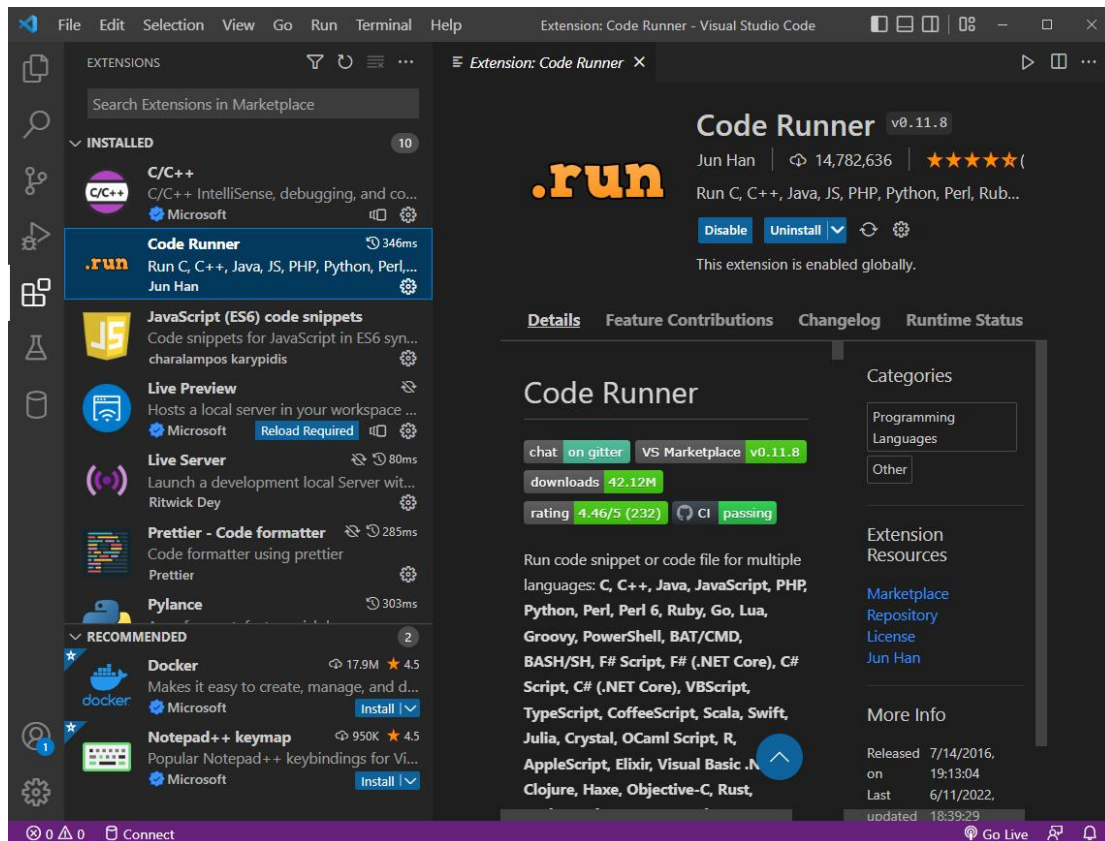 File Edit Selection View Go Run Terminal Help Extension: Code Runner - Visual Studio Code
EXTENSIONS
Search Extensions in Marketplace
INSTALLED 10
C/C++
C/C++ IntelliSense, debugging, and co...
Microsoft
C/C++
Code Runner 346ms
Run C, C++, Java, JS, PHP, Python, Perl,...
Jun Han
.run
JavaScript (ES6) code snippets
Code snippets for JavaScript in ES6 syn...
charalampos karypidis
JS
Live Preview
Hosts a local server in your workspace ...
Microsoft Reload Required
Live Server 80ms
Launch a development local Server wit...
Ritwick Dey
Prettier - Code formatter 285ms
Code formatter using prettier
Prettier
Pylance 303ms
RECOMMENDED 2
Docker 17.9M ★ 4.5
Makes it easy to create, manage, and d...
Microsoft Install
docker
Notepad++ keymap 950K ★ 4.5
Popular Notepad++ keybindings for Vi...
Microsoft Install
1
Extension: Code Runner
.run
Code Runner v0.11.8
Jun Han 14,782,636 ★★★★★(
Run C, C++, Java, JS, PHP, Python, Perl, Rub...
Disable Uninstall
This extension is enabled globally.
Details Feature Contributions Changelog Runtime Status
Code Runner
chat on gitter VS Marketplace v0.11.8
downloads 42.12M
rating 4.46/5 (232) CI passing
Run code snippet or code file for multiple
languages: C, C++, Java, JavaScript, PHP,
Python, Perl, Perl 6, Ruby, Go, Lua,
Groovy, PowerShell, BAT/CMD,
BASH/SH, F# Script, F# (.NET Core), C#
Script, C# (.NET Core), VBScript,
TypeScript, CoffeeScript, Scala, Swift,
Julia, Crystal, OCaml Script, R,
AppleScript, Elixir, Visual Basic .N
Clojure, Haxe, Objective-C, Rust,
Categories
Programming
Languages
Other
Extension
Resources
Marketplace
Repository
License
Jun Han
More Info
Released 7/14/2016,
on 19:13:04
Last 6/11/2022,
updated 18:39:29
0 0 Connect Go Live